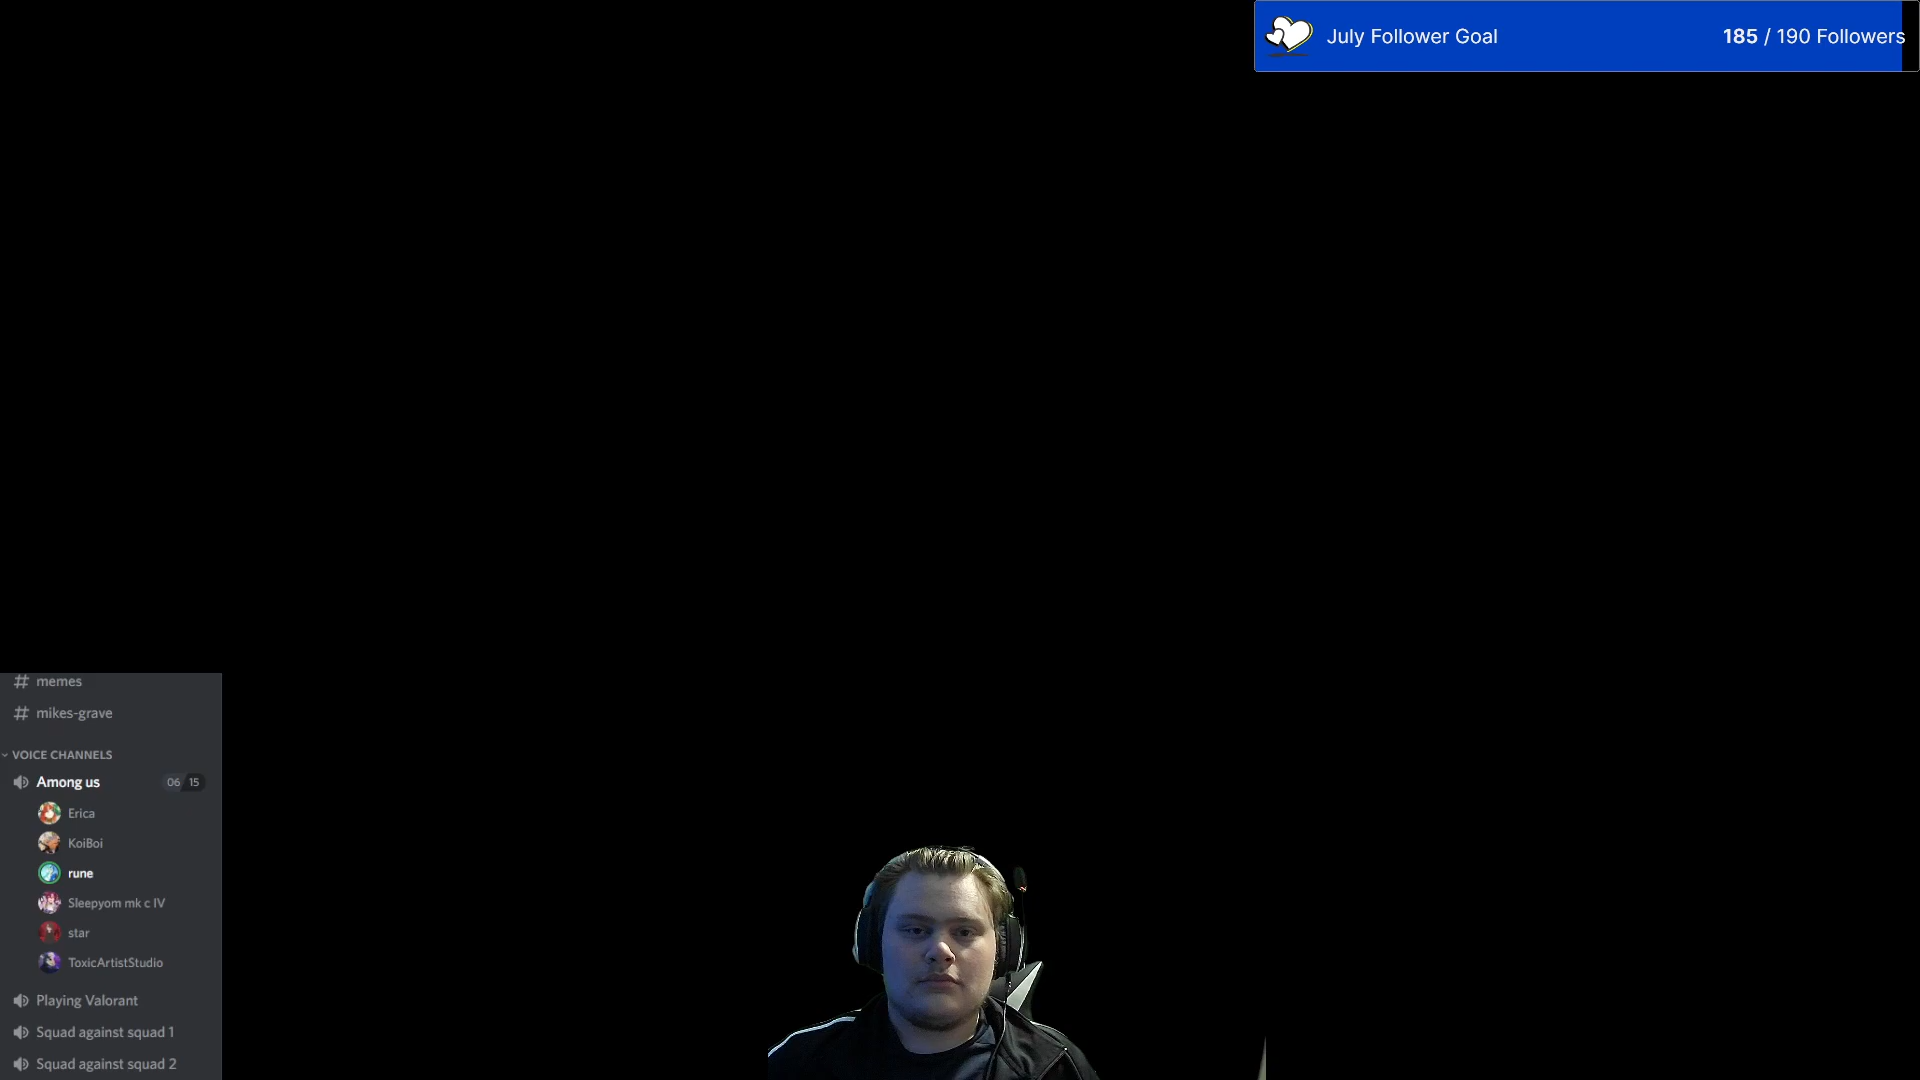 July Follower Goal 185 / 190 Followers
# memes
# mikes-grave
VOICE CHANNELS
Among us 06 15
Erica
KoiBoi
rune
Sleepyom mk c IV
star
ToxicArtistStudio
Playing Valorant
Squad against squad 1
Squad against squad 2